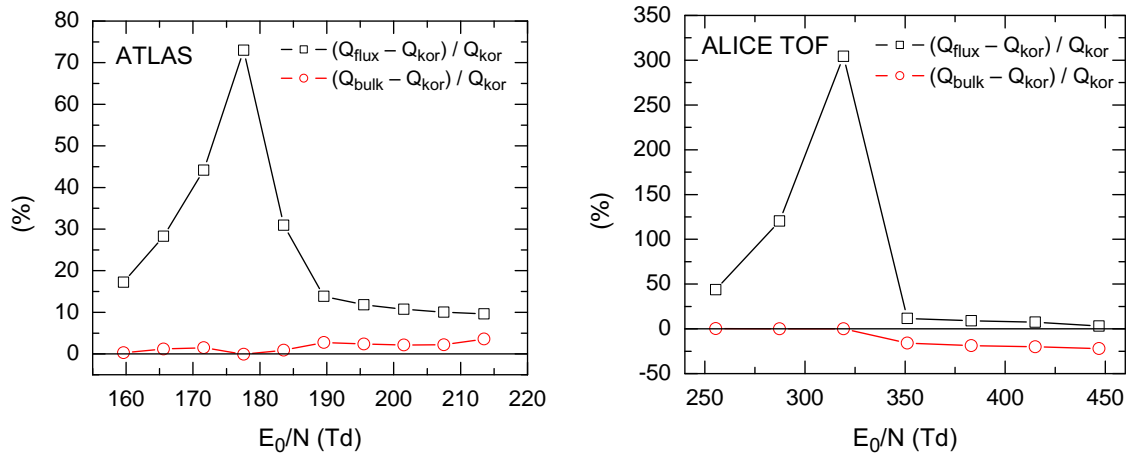 80
70
60
50
40
30
20
10
0
(%)
ATLAS
(Q_flux – Q_kor) / Q_kor
(Q_bulk – Q_kor) / Q_kor
160 170 180 190 200 210 220
E_0/N (Td)
350
300
250
200
150
100
50
0
-50
(%)
ALICE TOF
(Q_flux – Q_kor) / Q_kor
(Q_bulk – Q_kor) / Q_kor
250 300 350 400 450
E_0/N (Td)